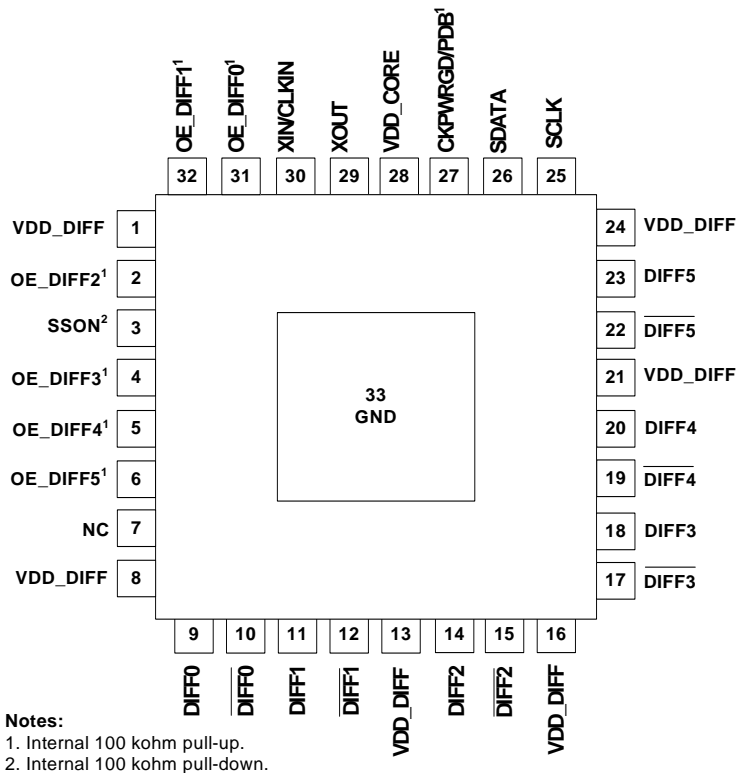 OE_DIFF1¹
OE_DIFF0¹
XIN/CLKIN
XOUT
VDD_CORE
CKPWRGD/PDB¹
SDATA
SCLK
32 31 30 29 28 27 26 25
VDD_DIFF 1
OE_DIFF2¹ 2
SSON² 3
OE_DIFF3¹ 4
OE_DIFF4¹ 5
OE_DIFF5¹ 6
NC 7
VDD_DIFF 8
33
GND
24 VDD_DIFF
23 DIFF5
22 DIFF5
21 VDD_DIFF
20 DIFF4
19 DIFF4
18 DIFF3
17 DIFF3
9 10 11 12 13 14 15 16
DIFF0
DIFF0
DIFF1
DIFF1
VDD_DIFF
DIFF2
DIFF2
VDD_DIFF
Notes:
1. Internal 100 kohm pull-up.
2. Internal 100 kohm pull-down.